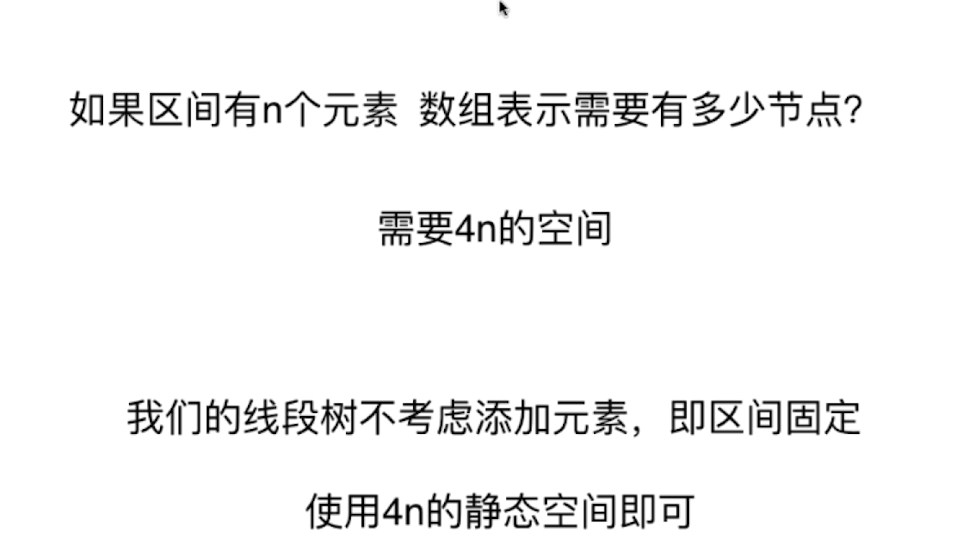 如果区间有n个元素 数组表示需要有多少节点？
需要4n的空间
我们的线段树不考虑添加元素，即区间固定
使用4n的静态空间即可